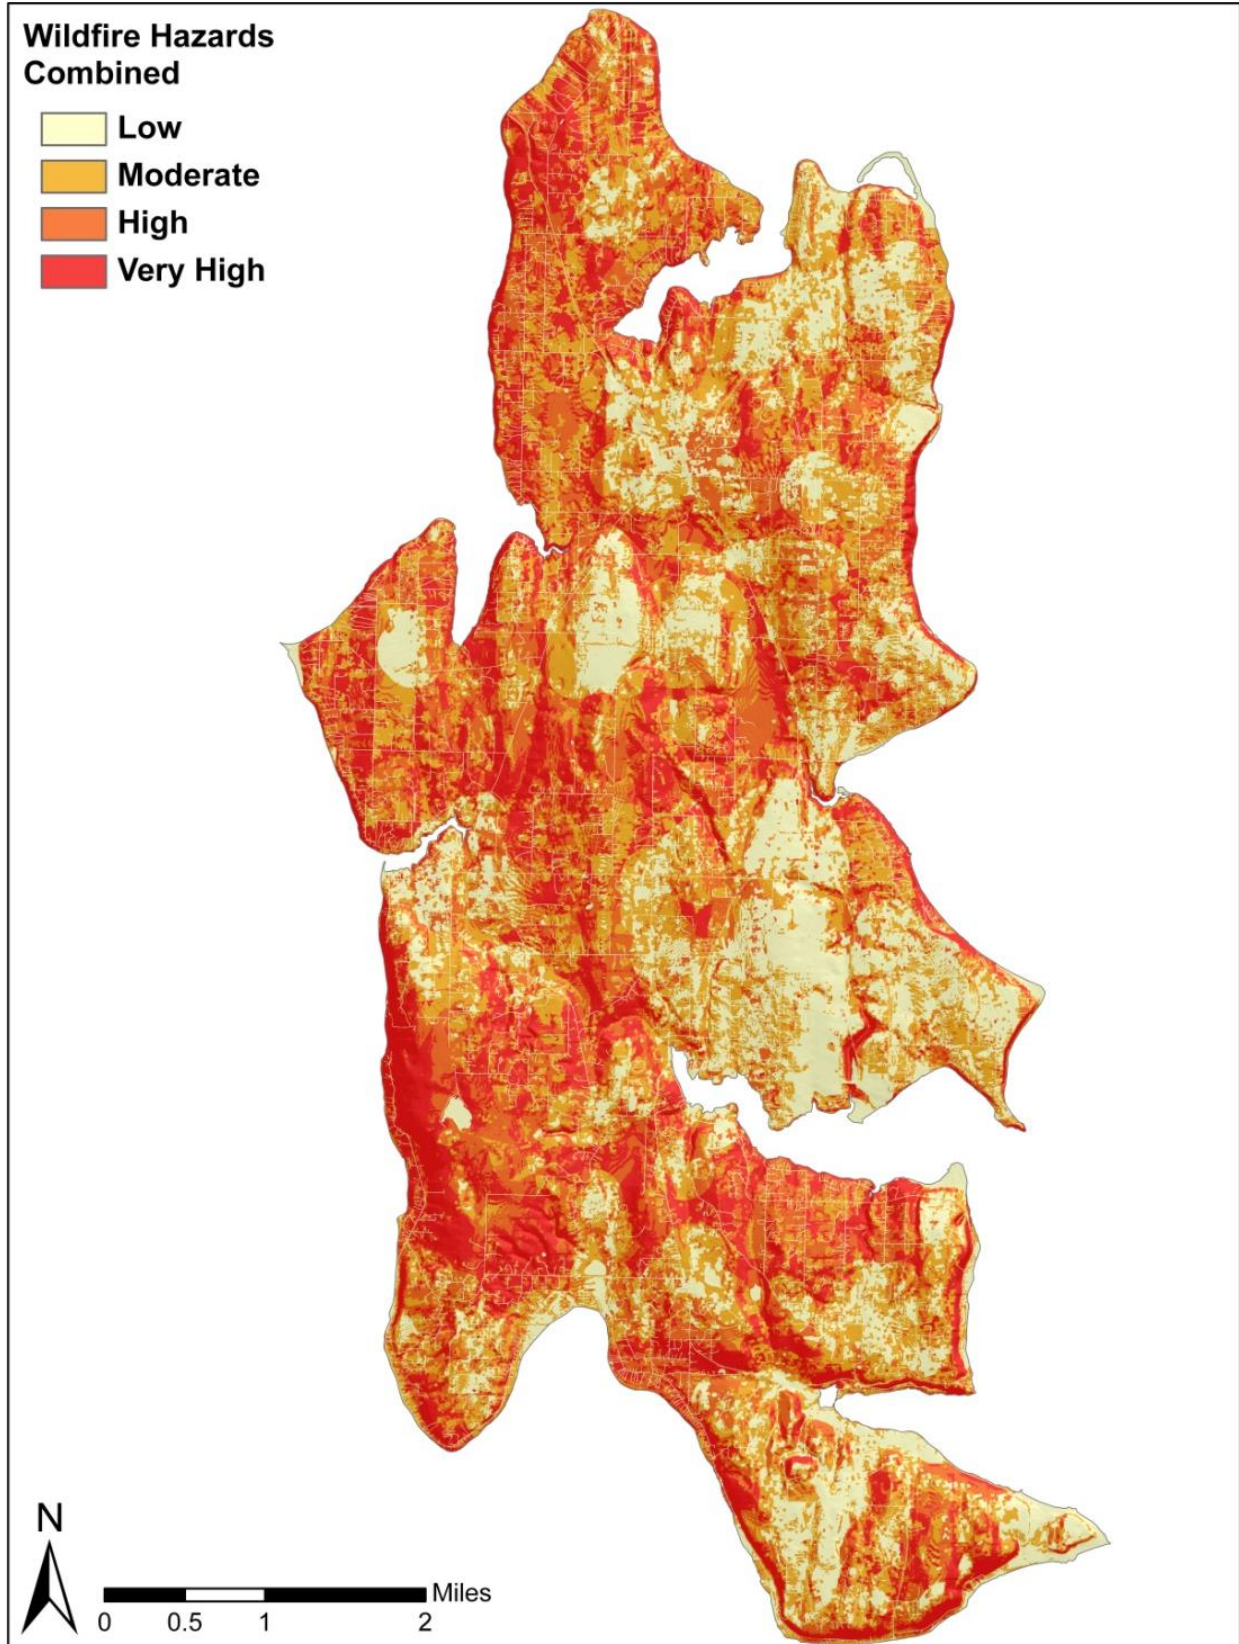 Wildfire Hazards
Combined
Low
Moderate
High
Very High
N
Miles
0 0.5 1 2